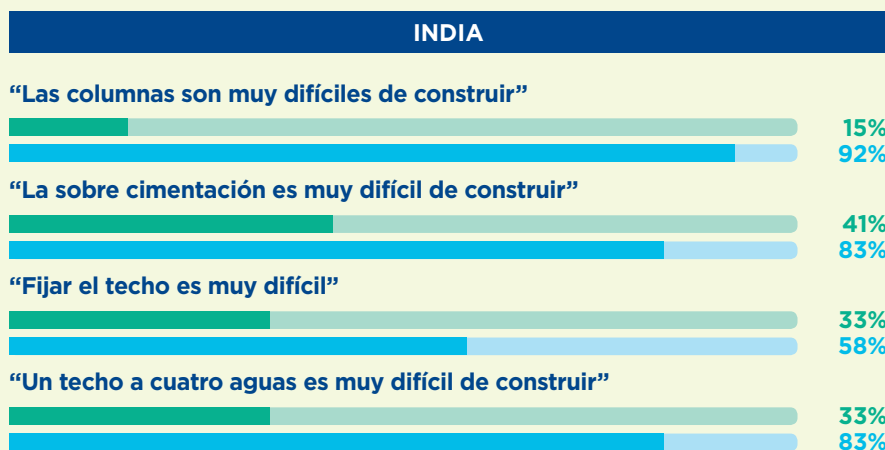 INDIA
“Las columnas son muy difíciles de construir”
15%
92%
“La sobre cimentación es muy difícil de construir”
41%
83%
“Fijar el techo es muy difícil”
33%
58%
“Un techo a cuatro aguas es muy difícil de construir”
33%
83%